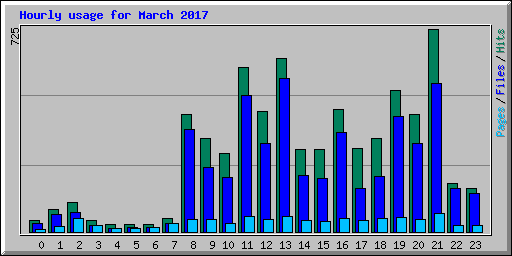 Hourly usage for March 2017
725
Pages / Files / Hits
0 1 2 3 4 5 6 7 8 9 10 11 12 13 14 15 16 17 18 19 20 21 22 23